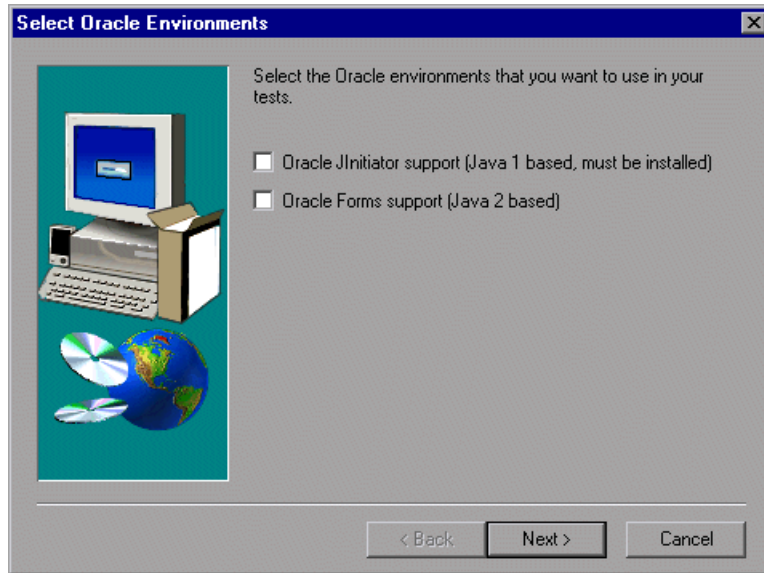 Select Oracle Environments
Select the Oracle environments that you want to use in your
tests.
Oracle JInitiator support (Java 1 based, must be installed)
Oracle Forms support (Java 2 based)
< Back
Next >
Cancel